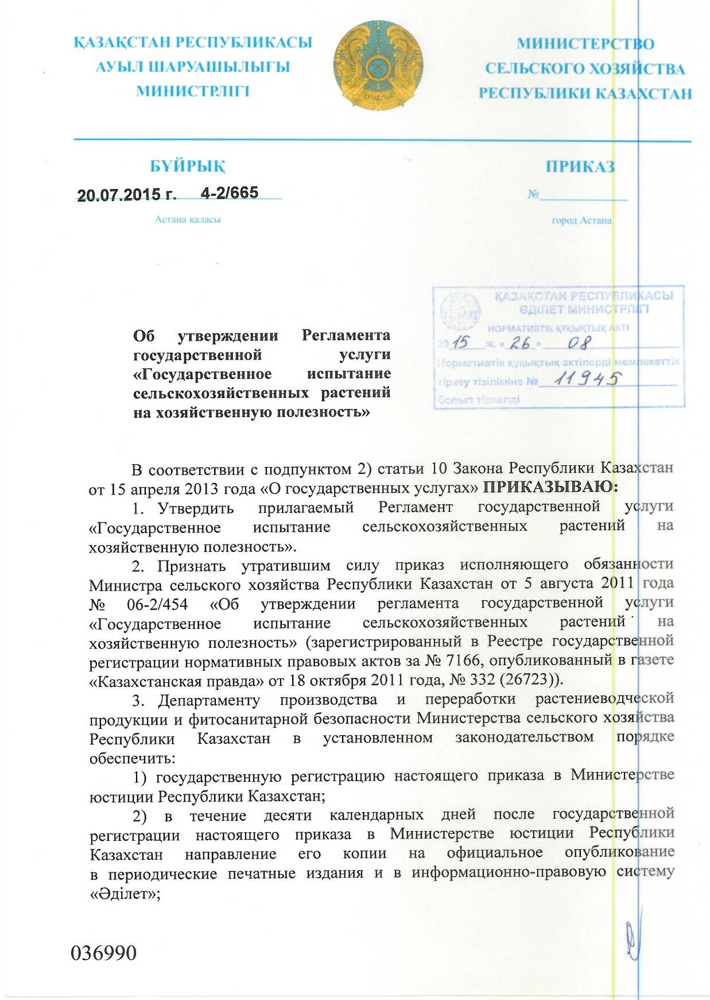 ҚАЗАҚСТАН РЕСПУБЛИКАСЫ
АУЫЛ ШАРУАШЫЛЫҒЫ
МИНИСТРЛІГІ
МИНИСТЕРСТВО
СЕЛЬСКОГО ХОЗЯЙСТВА
РЕСПУБЛИКИ КАЗАХСТАН
БҰЙРЫҚ
ПРИКАЗ
20.07.2015 г. 4-2/665
№
Астана қаласы
город Астана
ҚАЗАҚСТАН РЕСПУБЛИКАСЫ
ӘДІЛЕТ МИНИСТРЛІГІ
НОРМАТИВТІК ҚҰҚЫҚТЫҚ АКТІ
2015 ж. «26» 08
Нормативтік құқықтық актілерді мемлекеттік
тіркеу тізіліміне № 11945
болып тіркелді
Об утверждении Регламента
государственной услуги
«Государственное испытание
сельскохозяйственных растений
на хозяйственную полезность»
В соответствии с подпунктом 2) статьи 10 Закона Республики Казахстан
от 15 апреля 2013 года «О государственных услугах» ПРИКАЗЫВАЮ:
1. Утвердить прилагаемый Регламент государственной услуги
«Государственное испытание сельскохозяйственных растений на
хозяйственную полезность».
2. Признать утратившим силу приказ исполняющего обязанности
Министра сельского хозяйства Республики Казахстан от 5 августа 2011 года
№ 06-2/454 «Об утверждении регламента государственной услуги
«Государственное испытание сельскохозяйственных растений на
хозяйственную полезность» (зарегистрированный в Реестре государственной
регистрации нормативных правовых актов за № 7166, опубликованный в газете
«Казахстанская правда» от 18 октября 2011 года, № 332 (26723)).
3. Департаменту производства и переработки растениеводческой
продукции и фитосанитарной безопасности Министерства сельского хозяйства
Республики Казахстан в установленном законодательством порядке
обеспечить:
1) государственную регистрацию настоящего приказа в Министерстве
юстиции Республики Казахстан;
2) в течение десяти календарных дней после государственной
регистрации настоящего приказа в Министерстве юстиции Республики
Казахстан направление его копии на официальное опубликование
в периодические печатные издания и в информационно-правовую систему
«Әділет»;
036990